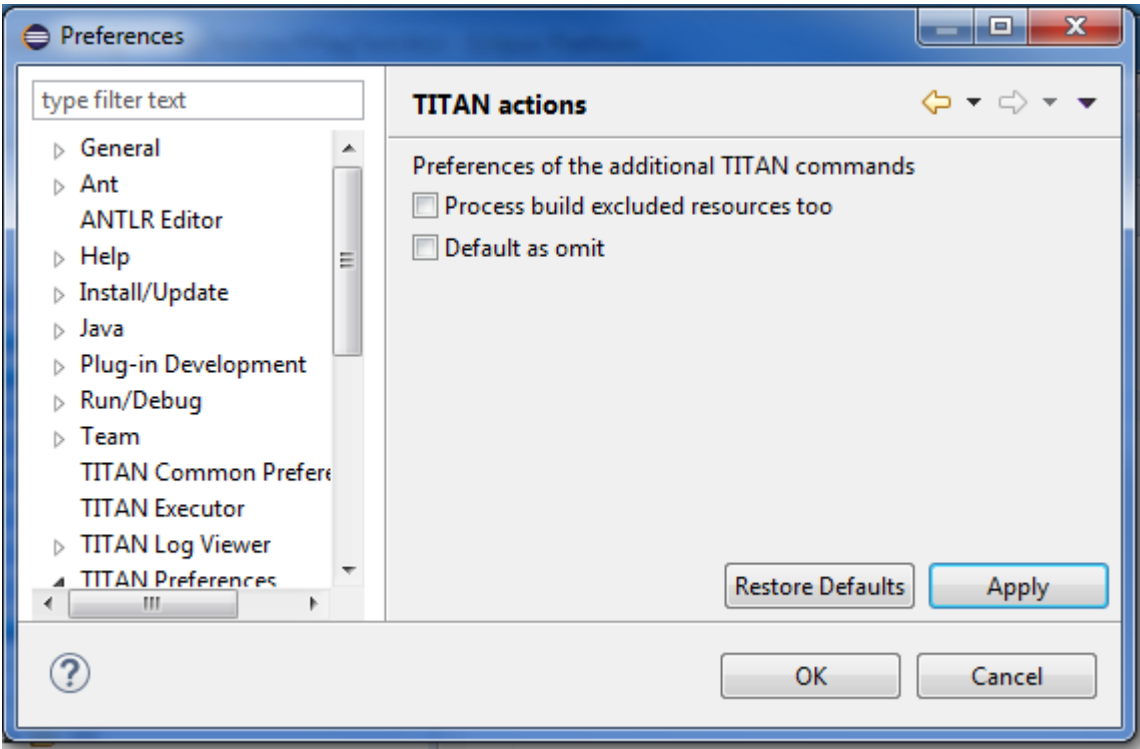 Preferences
type filter text
General
Ant
ANTLR Editor
Help
Install/Update
Java
Plug-in Development
Run/Debug
Team
TITAN Common Prefere
TITAN Executor
TITAN Log Viewer
TITAN Preferences
TITAN actions
Preferences of the additional TITAN commands
Process build excluded resources too
Default as omit
Restore Defaults
Apply
OK
Cancel